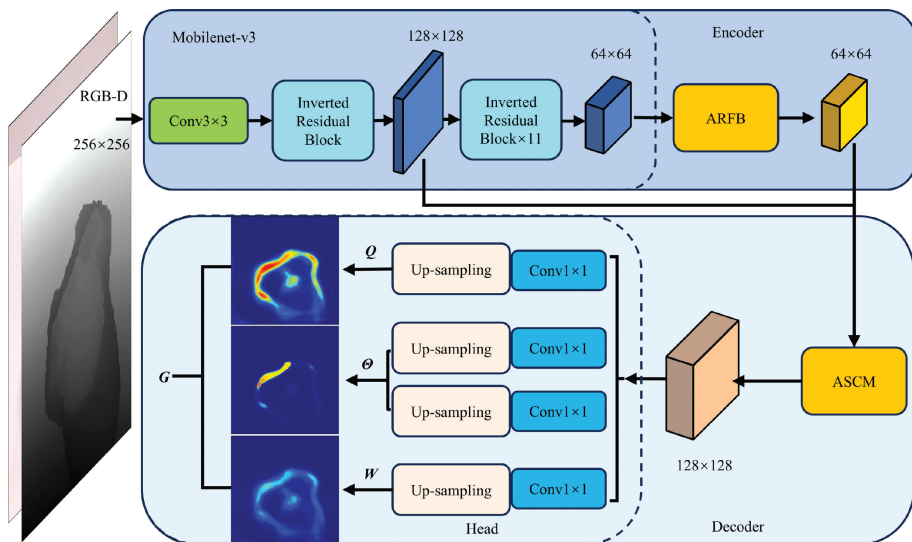 Mobilenet-v3
128×128
Encoder
64×64
64×64
RGB-D
256×256
Conv3×3
Inverted
Residual
Block
Inverted
Residual
Block×11
ARFB
Q
Up-sampling
Conv1×1
Θ
Up-sampling
Conv1×1
G
Up-sampling
Conv1×1
ASCM
W
Up-sampling
Conv1×1
128×128
Head
Decoder